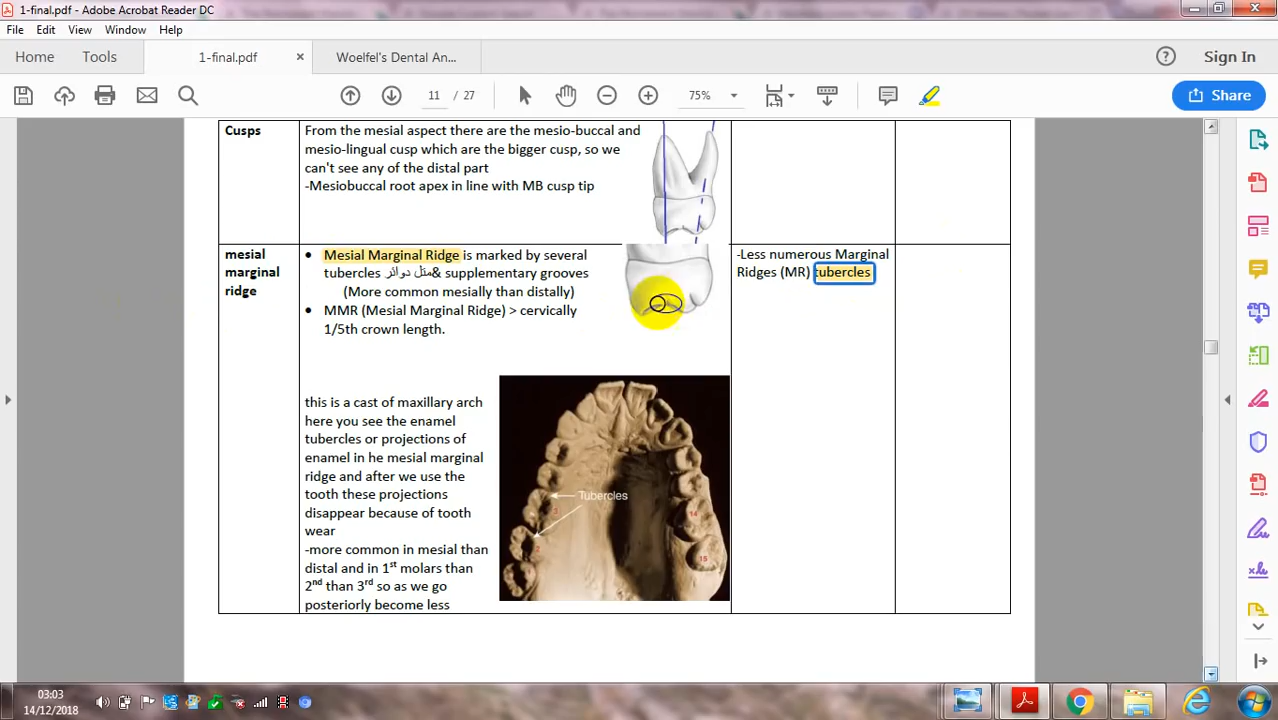 1-final.pdf - Adobe Acrobat Reader DC
File Edit View Window Help
Home Tools 1-final.pdf × Woelfel's Dental An... Sign In
11 / 27 75% Share
Cusps
From the mesial aspect there are the mesio-buccal and
mesio-lingual cusp which are the bigger cusp, so we
can't see any of the distal part
-Mesiobuccal root apex in line with MB cusp tip
mesial
marginal
ridge
• Mesial Marginal Ridge is marked by several
tubercles مثل دوائر& supplementary grooves
(More common mesially than distally)
• MMR (Mesial Marginal Ridge) > cervically
1/5th crown length.
this is a cast of maxillary arch
here you see the enamel
tubercles or projections of
enamel in he mesial marginal
ridge and after we use the
tooth these projections
disappear because of tooth
wear
-more common in mesial than
distal and in 1st molars than
2nd than 3rd so as we go
posteriorly become less
Tubercles
3
2
14
15
-Less numerous Marginal
Ridges (MR) tubercles
03:03
14/12/2018